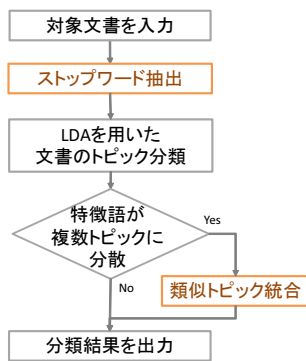 対象文書を入力
ストップワード抽出
LDAを用いた
文書のトピック分類
特徴語が
複数トピックに
分散
Yes
No
類似トピック統合
分類結果を出力